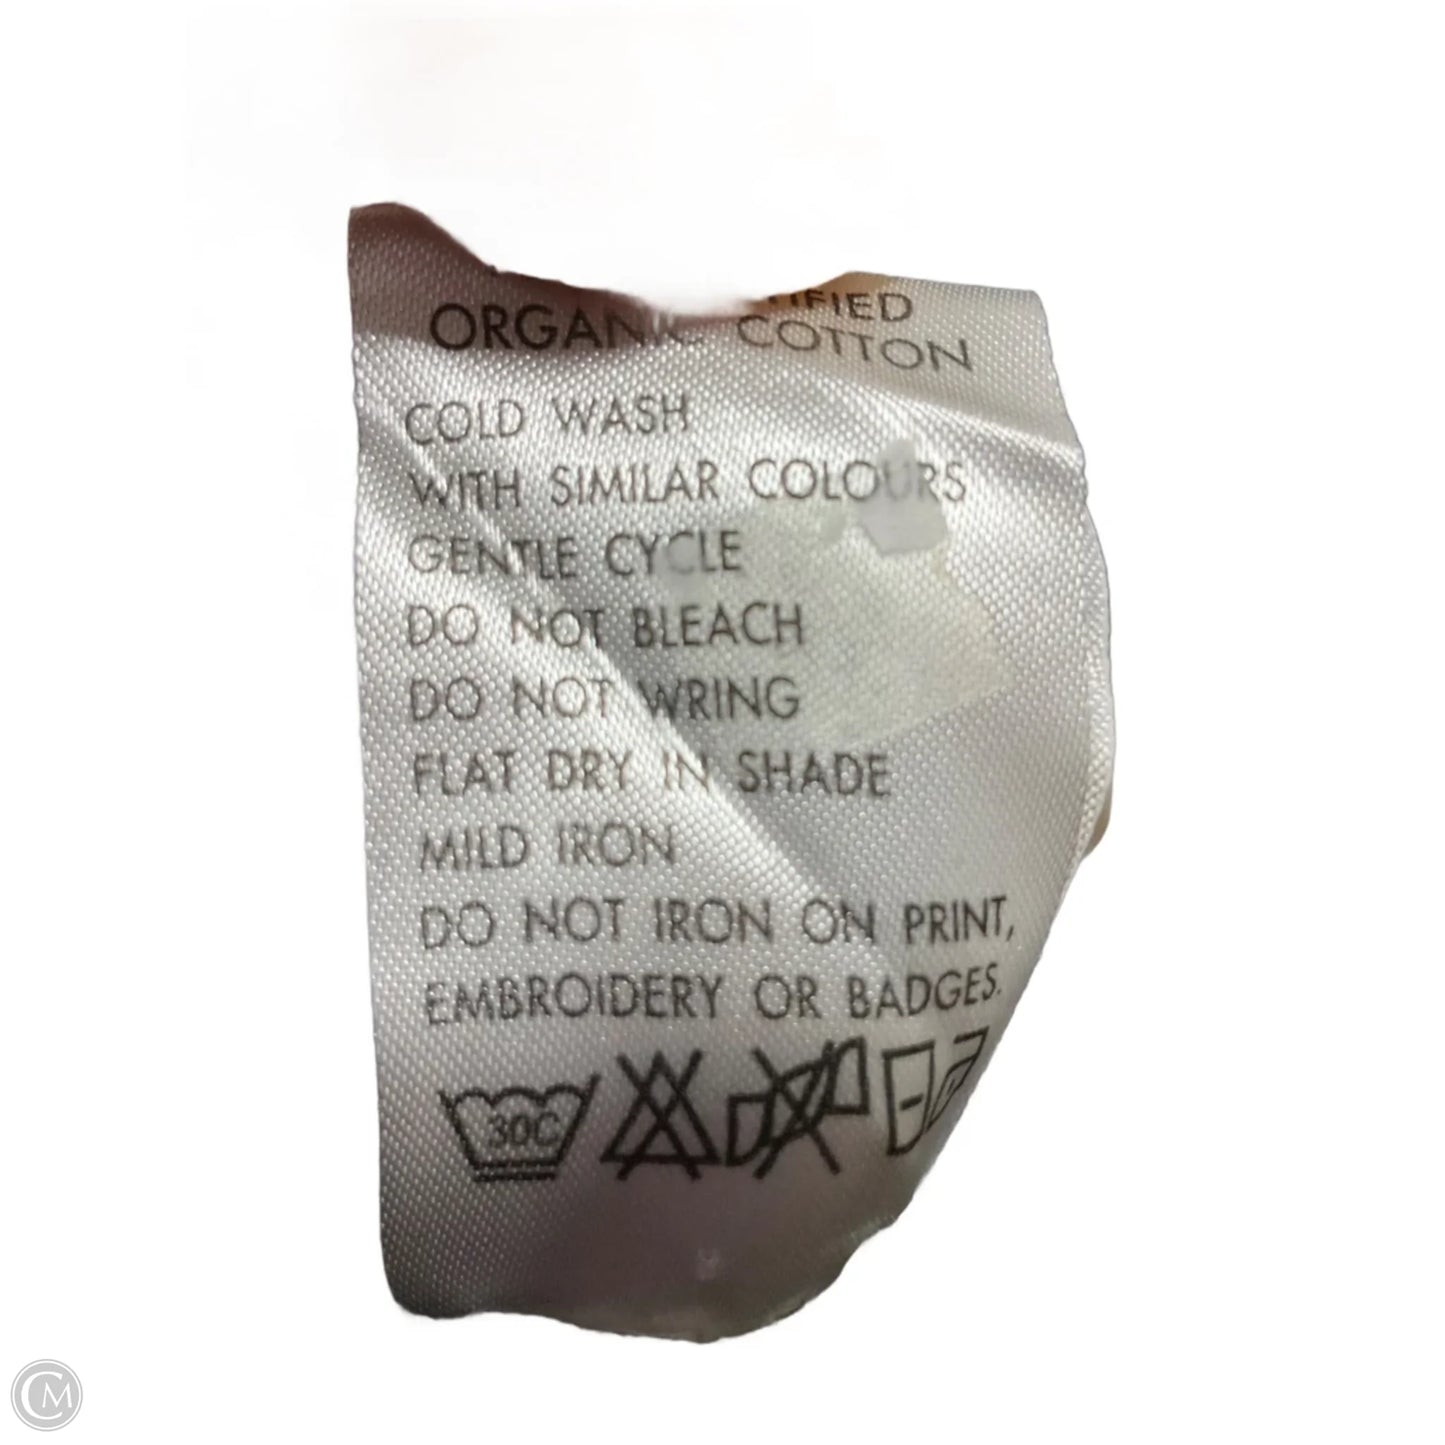 ORGANIC COTTON
COLD WASH
WITH SIMILAR COLOURS
GENTLE CYCLE
DO NOT BLEACH
DO NOT WRING
FLAT DRY IN SHADE
MILD IRON
DO NOT IRON ON PRINT,
EMBROIDERY OR BADGES.
30C
CM